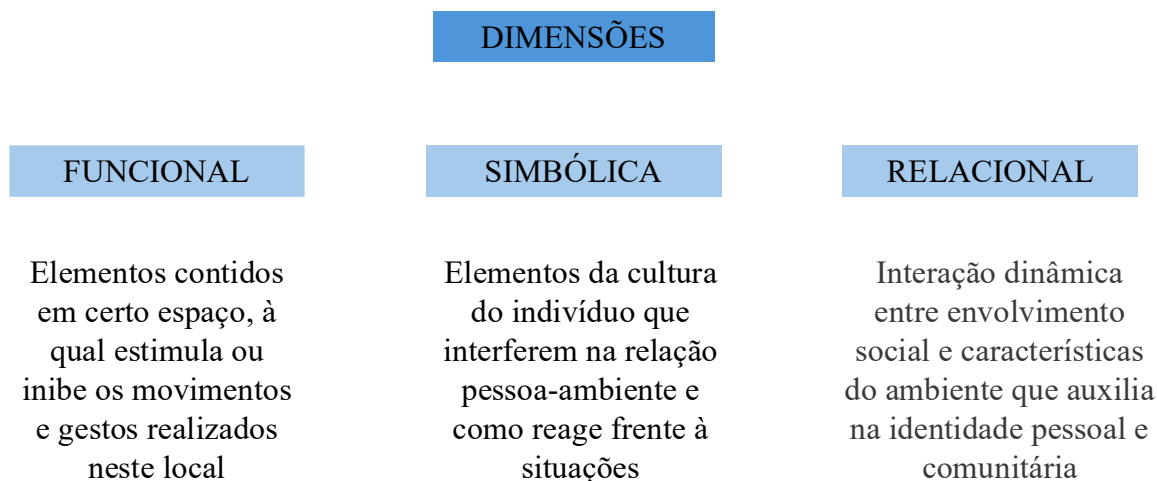 DIMENSÕES
FUNCIONAL
Elementos contidos
em certo espaço, à
qual estimula ou
inibe os movimentos
e gestos realizados
neste local
SIMBÓLICA
Elementos da cultura
do indivíduo que
interferem na relação
pessoa-ambiente e
como reage frente à
situações
RELACIONAL
Interação dinâmica
entre envolvimento
social e características
do ambiente que auxilia
na identidade pessoal e
comunitária